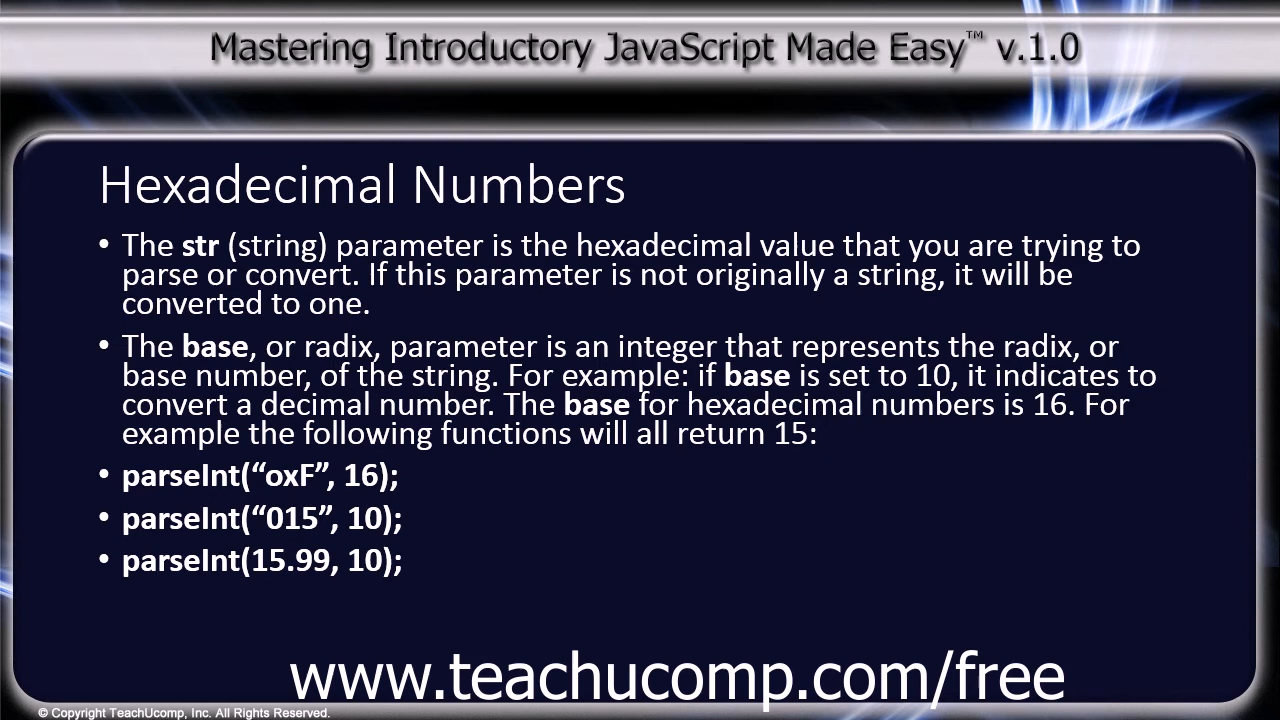 Mastering Introductory JavaScript Made Easy™ v.1.0
Hexadecimal Numbers
• The str (string) parameter is the hexadecimal value that you are trying to
parse or convert. If this parameter is not originally a string, it will be
converted to one.
• The base, or radix, parameter is an integer that represents the radix, or
base number, of the string. For example: if base is set to 10, it indicates to
convert a decimal number. The base for hexadecimal numbers is 16. For
example the following functions will all return 15:
• parseInt(“oxF”, 16);
• parseInt(“015”, 10);
• parseInt(15.99, 10);
www.teachucomp.com/free
© Copyright TeachUcomp, Inc. All Rights Reserved.